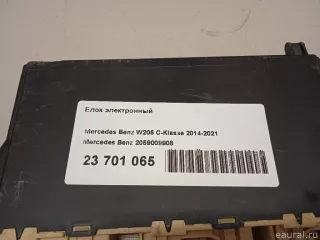 Блок электронный
Mercedes Benz W205 C-Klasse 2014-2021
Mercedes Benz 2059009908
23 701 065
© eaural.ru